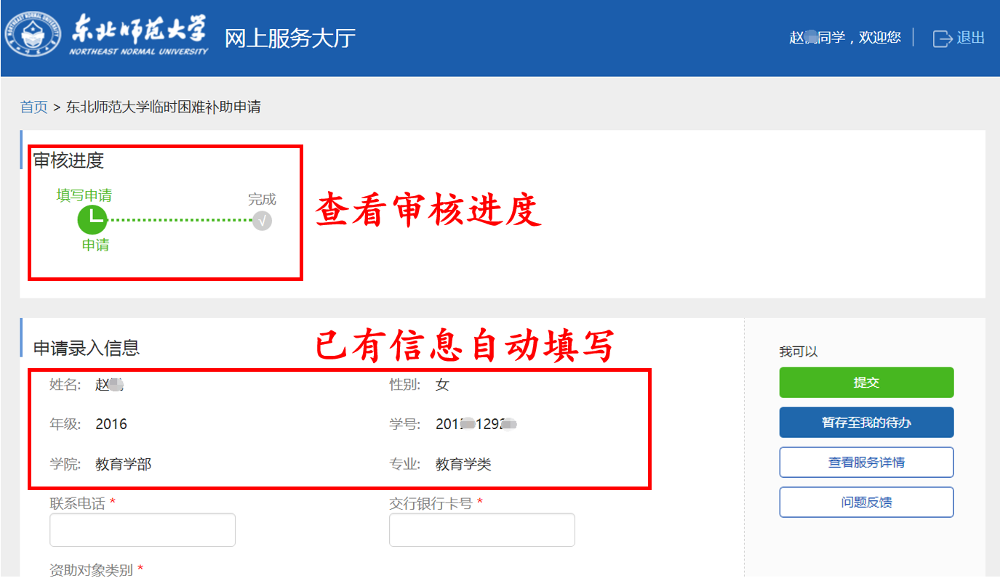 东北师范大学
NORTHEAST NORMAL UNIVERSITY
网上服务大厅
赵同学，欢迎您
退出
首页 > 东北师范大学临时困难补助申请
审核进度
填写申请
完成
申请
查看审核进度
申请录入信息
已有信息自动填写
姓名: 赵
性别: 女
年级: 2016
学号: 201 129
学院: 教育学部
专业: 教育学类
联系电话 *
交行银行卡号 *
资助对象类别 *
我可以
提交
暂存至我的待办
查看服务详情
问题反馈